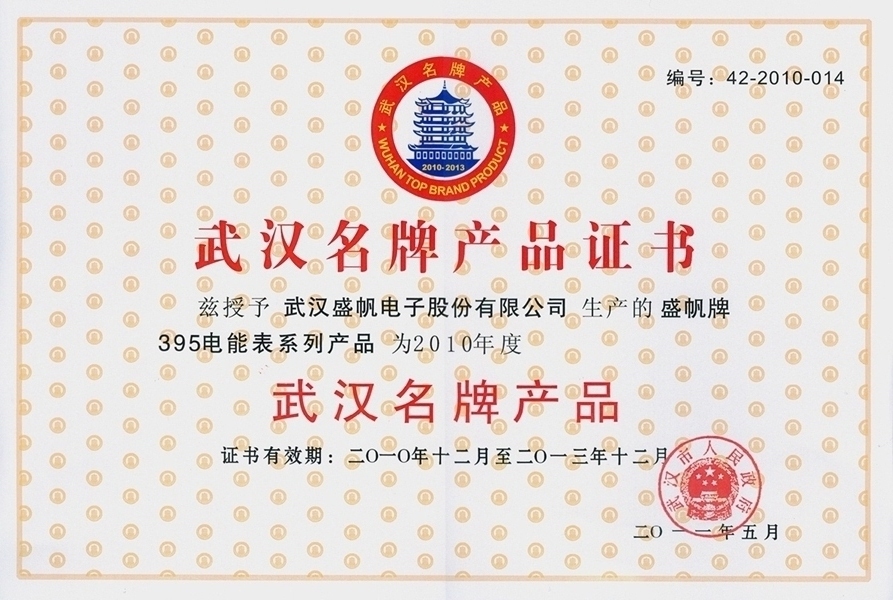 编号：42-2010-014
武汉名牌产品
2010-2013
WUHAN TOP BRAND PRODUCT
武汉名牌产品证书
兹授予 武汉盛帆电子股份有限公司 生产的 盛帆牌
395电能表系列产品 为2010年度
武汉名牌产品
证书有效期：二〇一〇年十二月至二〇一三年十二月
武汉市人民政府
二〇一一年五月